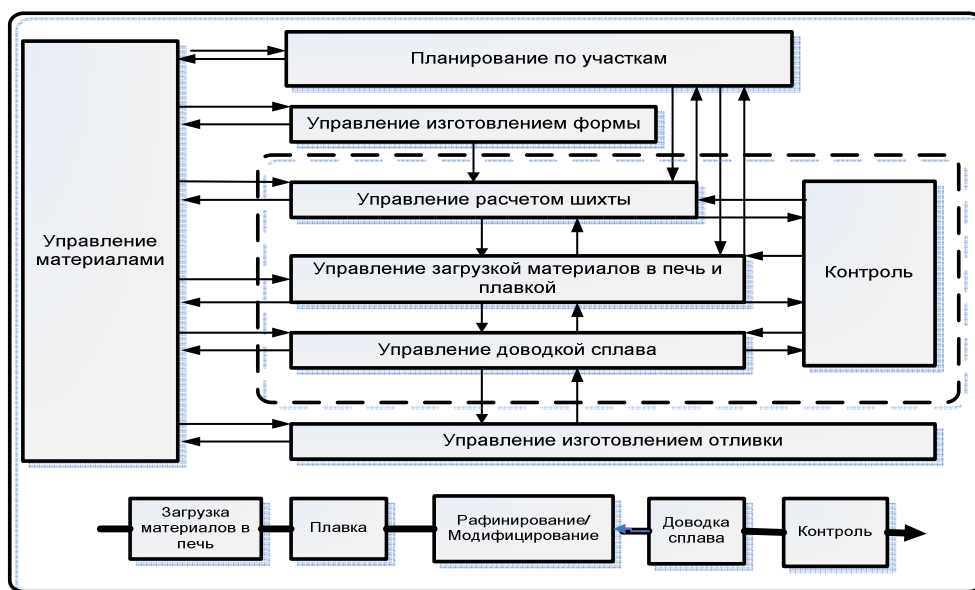 Планирование по участкам
Управление изготовлением формы
Управление расчетом шихты
Управление
материалами
Управление загрузкой материалов в печь и
плавкой
Контроль
Управление доводкой сплава
Управление изготовлением отливки
Загрузка
материалов в
печь
Плавка
Рафинирование/
Модифицирование
Доводка
сплава
Контроль